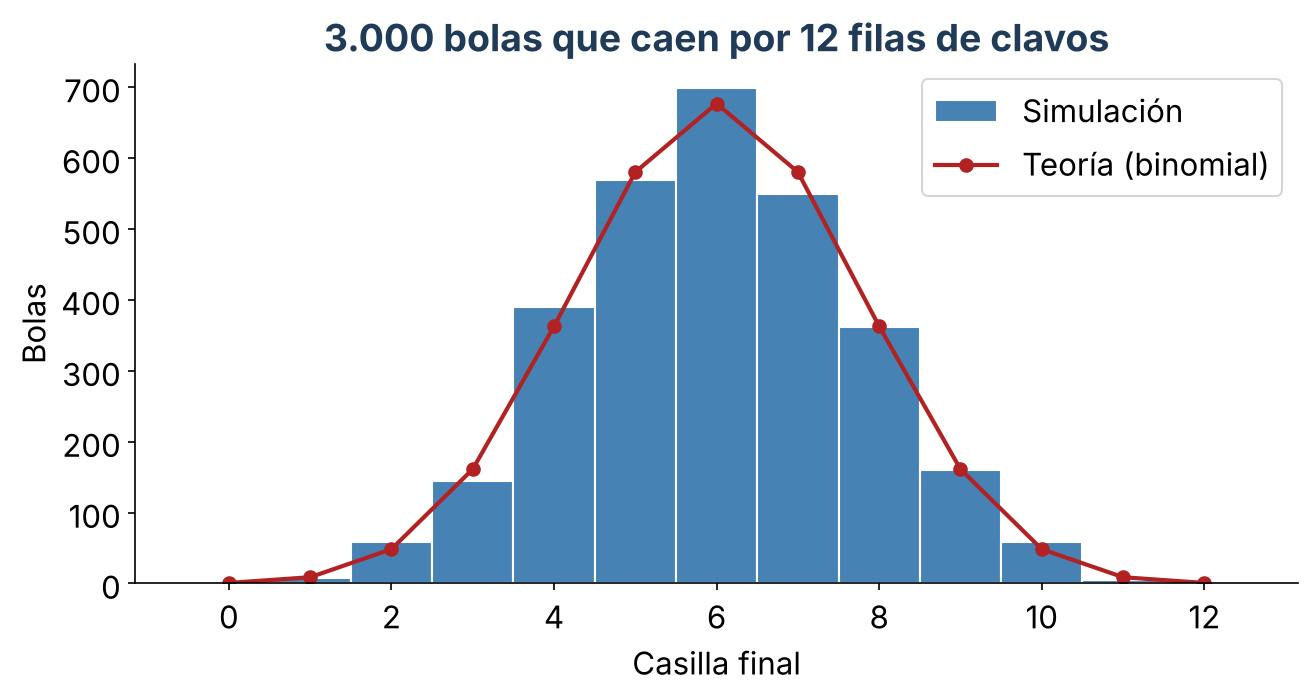 3.000 bolas que caen por 12 filas de clavos
Simulación
Teoría (binomial)
Bolas
700
600
500
400
300
200
100
0
0 2 4 6 8 10 12
Casilla final